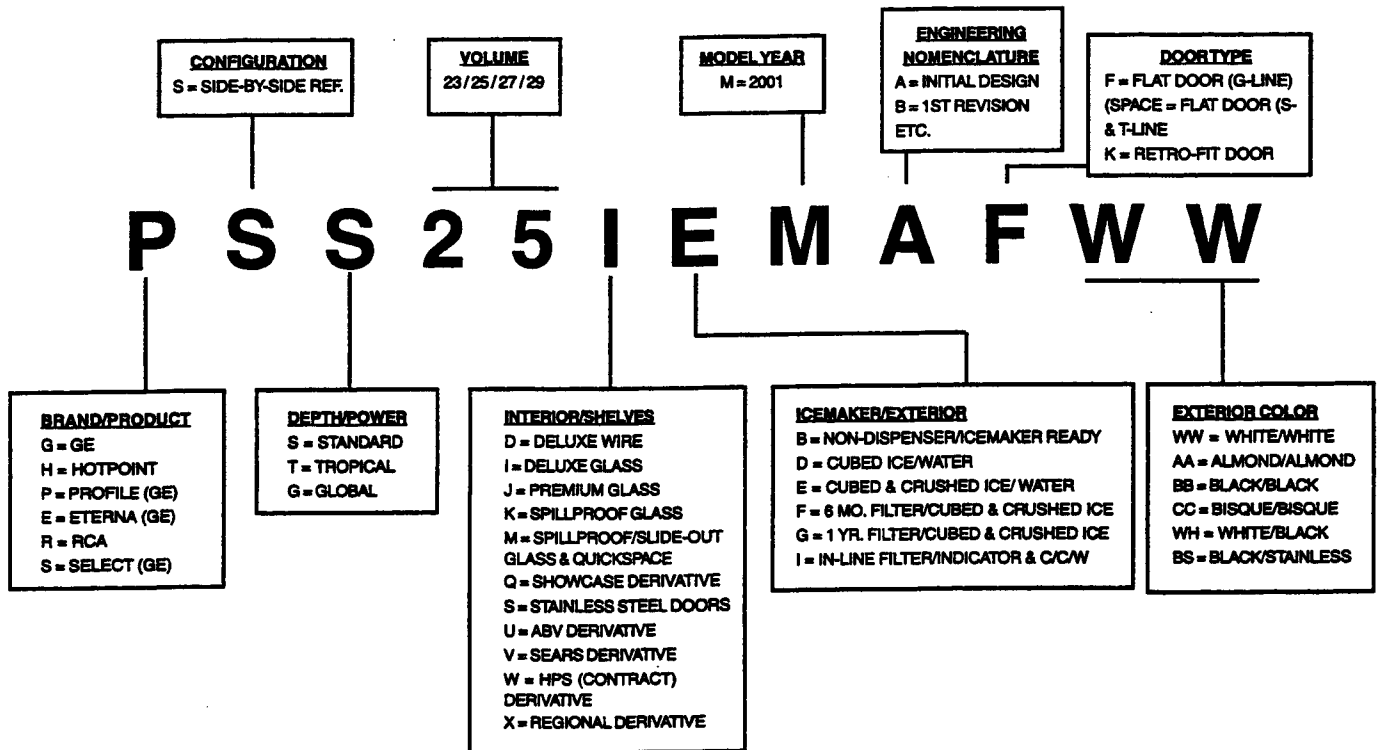 CONFIGURATION
S = SIDE-BY-SIDE REF.
VOLUME
23 / 25 / 27 / 29
MODEL YEAR
M = 2001
ENGINEERING
NOMENCLATURE
A = INITIAL DESIGN
B = 1ST REVISION
ETC.
DOOR TYPE
F = FLAT DOOR (G-LINE)
(SPACE = FLAT DOOR (S-
& T-LINE
K = RETRO-FIT DOOR
P S S 2 5 I E M A F W W
BRAND/PRODUCT
G = GE
H = HOTPOINT
P = PROFILE (GE)
E = ETERNA (GE)
R = RCA
S = SELECT (GE)
DEPTH/POWER
S = STANDARD
T = TROPICAL
G = GLOBAL
INTERIOR/SHELVES
D = DELUXE WIRE
I = DELUXE GLASS
J = PREMIUM GLASS
K = SPILLPROOF GLASS
M = SPILLPROOF/SLIDE-OUT
GLASS & QUICKSPACE
Q = SHOWCASE DERIVATIVE
S = STAINLESS STEEL DOORS
U = ABV DERIVATIVE
V = SEARS DERIVATIVE
W = HPS (CONTRACT)
DERIVATIVE
X = REGIONAL DERIVATIVE
ICEMAKER/EXTERIOR
B = NON-DISPENSER/ICEMAKER READY
D = CUBED ICE/WATER
E = CUBED & CRUSHED ICE/ WATER
F = 6 MO. FILTER/CUBED & CRUSHED ICE
G = 1 YR. FILTER/CUBED & CRUSHED ICE
I = IN-LINE FILTER/INDICATOR & C/C/W
EXTERIOR COLOR
WW = WHITE/WHITE
AA = ALMOND/ALMOND
BB = BLACK/BLACK
CC = BISQUE/BISQUE
WH = WHITE/BLACK
BS = BLACK/STAINLESS